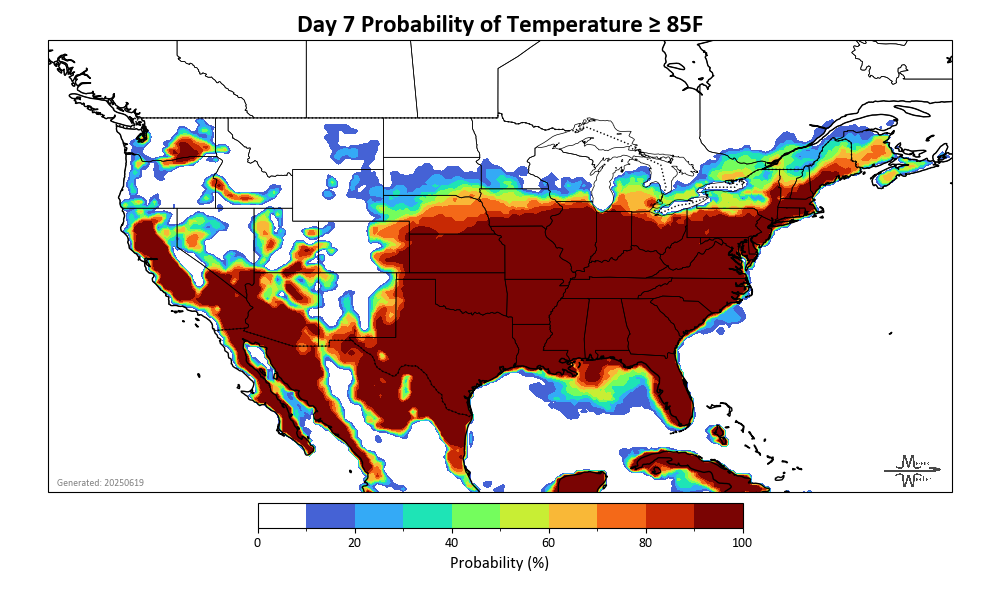 Day 7 Probability of Temperature ≥ 85F
Generated: 20250619
0 20 40 60 80 100
Probability (%)